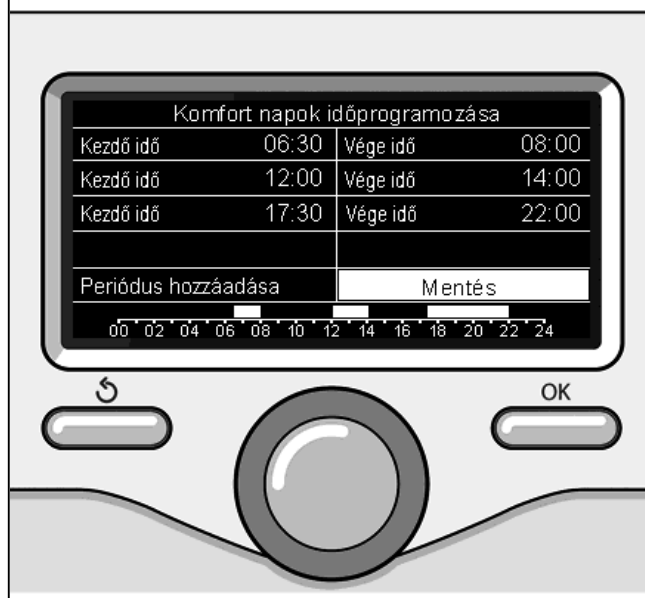 Komfort napok időprogramozása
Kezdő idő 06:30 Vége idő 08:00
Kezdő idő 12:00 Vége idő 14:00
Kezdő idő 17:30 Vége idő 22:00
Periódus hozzáadása Mentés
00 02 04 06 08 10 12 14 16 18 20 22 24
OK